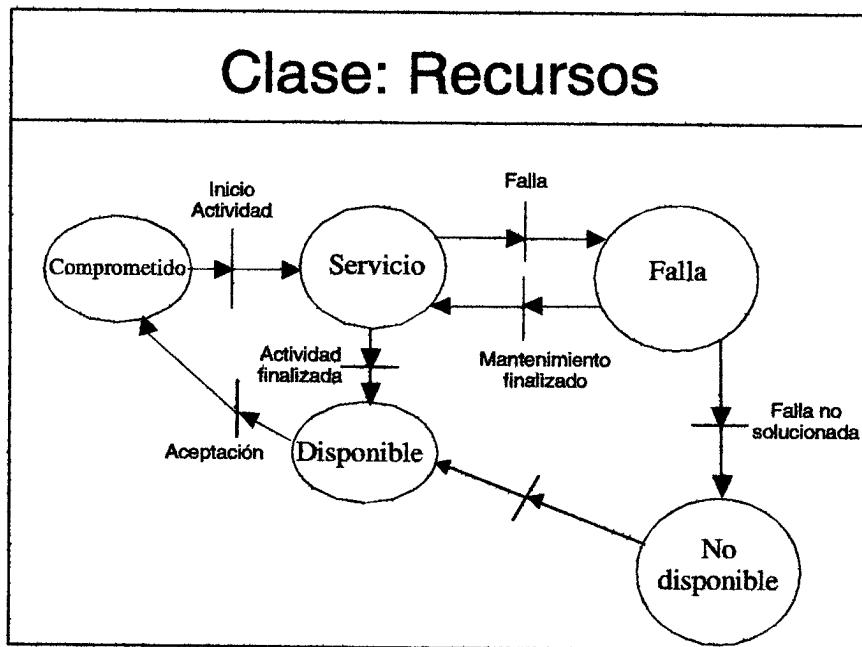 Clase: Recursos
Inicio
Actividad
Falla
Comprometido
Servicio
Falla
Actividad
finalizada
Mantenimiento
finalizado
Aceptación
Disponible
Falla no
solucionada
No
disponible